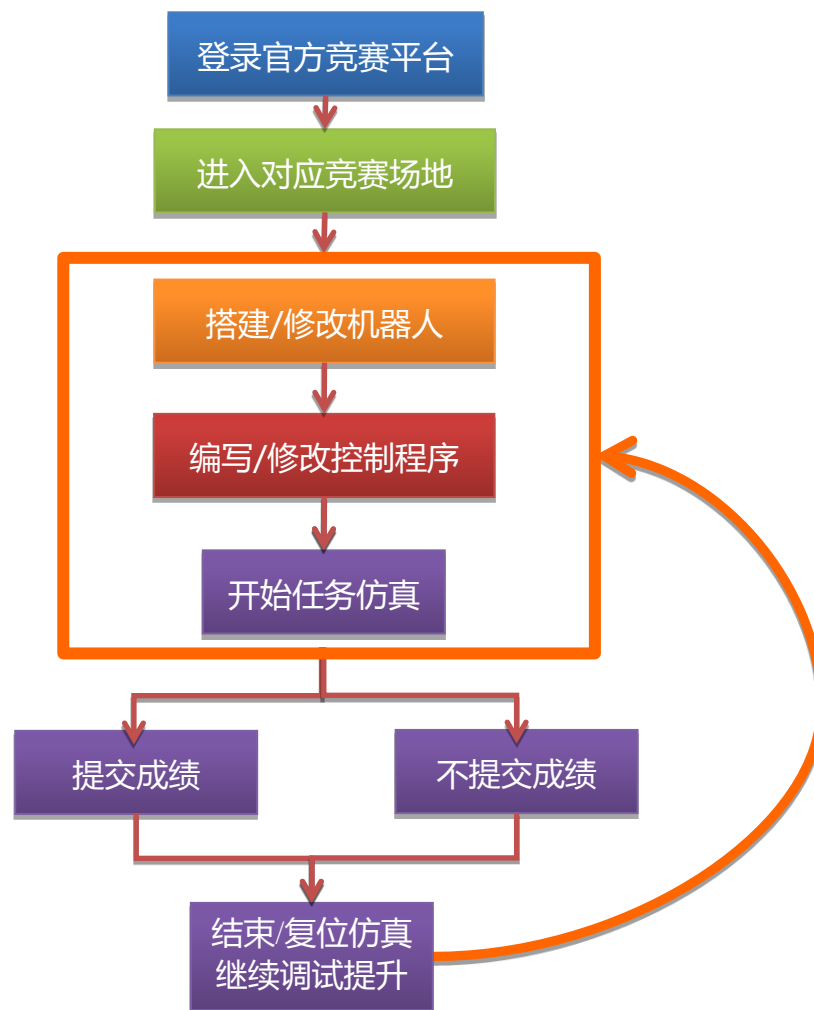 登录官方竞赛平台
进入对应竞赛场地
搭建/修改机器人
编写/修改控制程序
开始任务仿真
提交成绩
不提交成绩
结束/复位仿真
继续调试提升